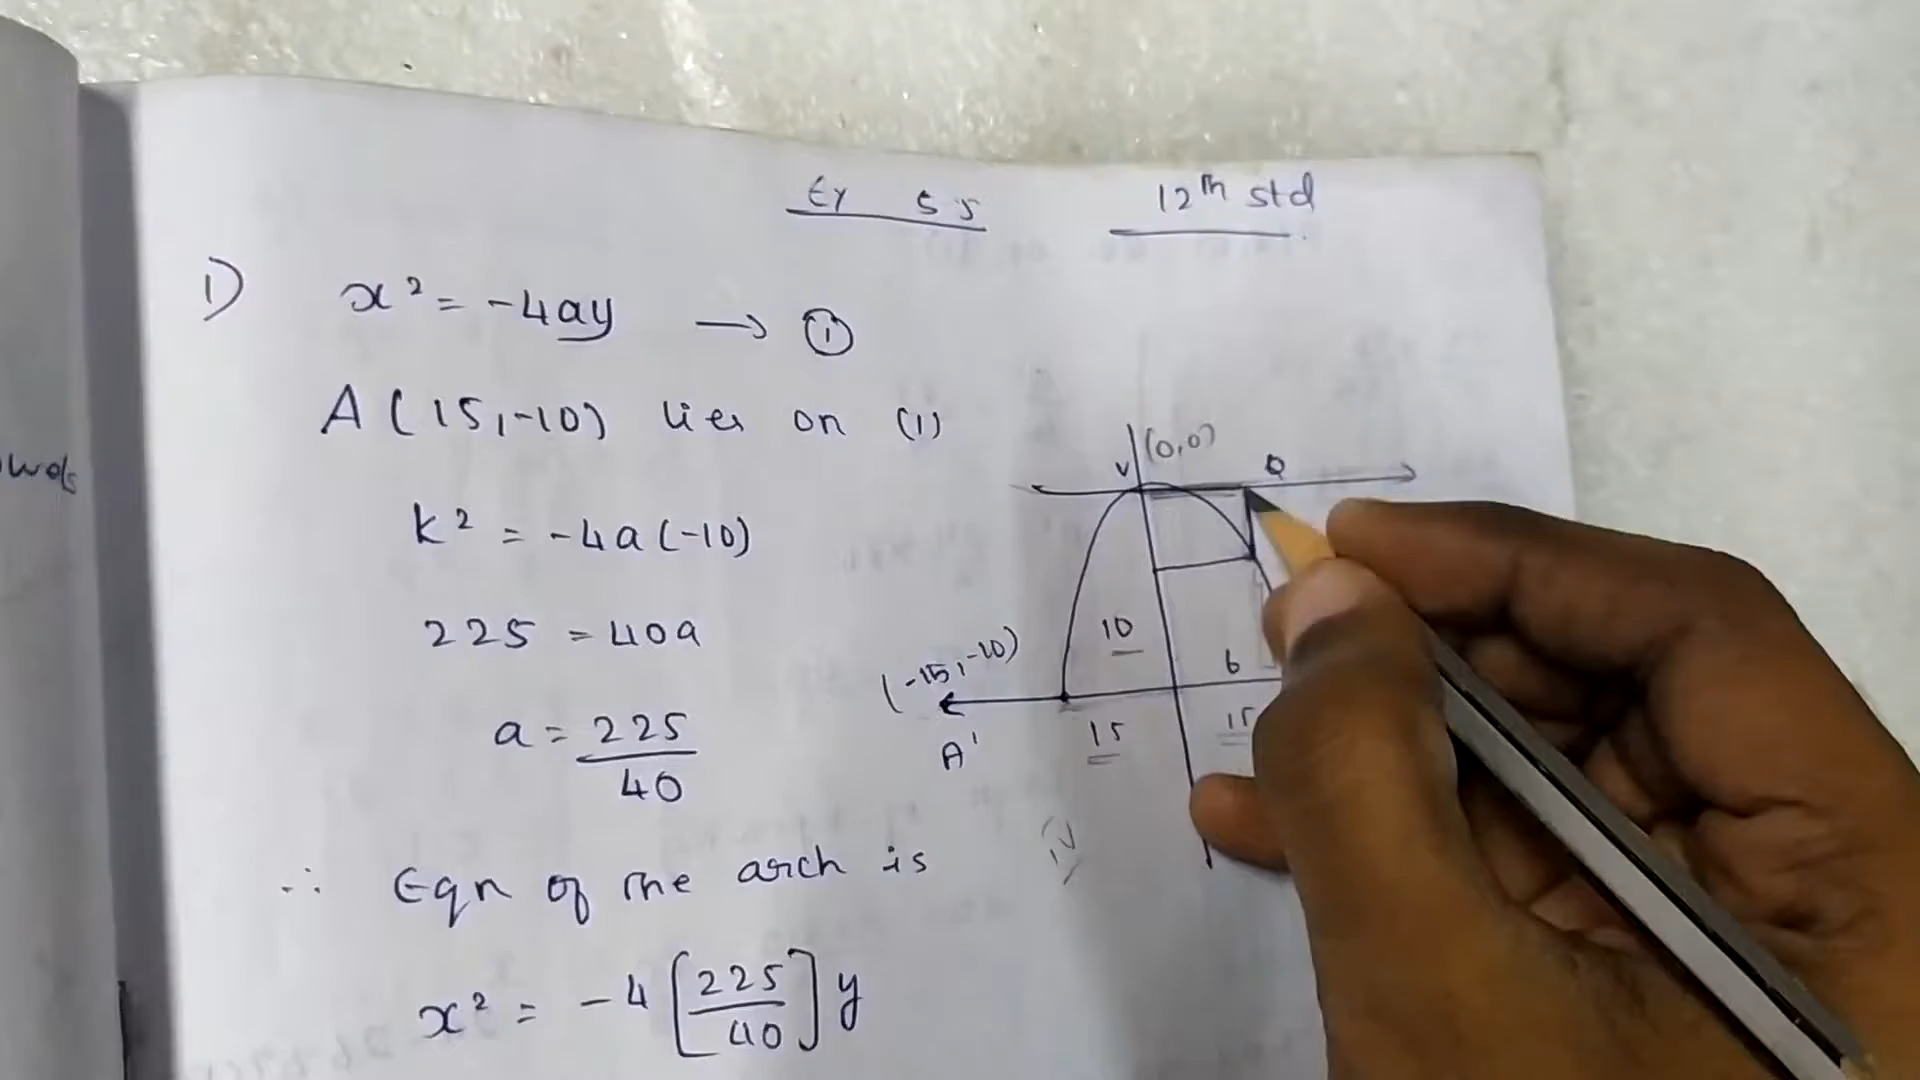 Ex 5.5 12th std
1) x² = -4ay → ①
A(15,-10) lies on (1)
K² = -4a(-10)
225 = 40a
a = 225/40
∴ Eqn of the arch is
x² = -4[225/40]y
V (0,0) Q
10
6
(-15,-10)
15 15
A'